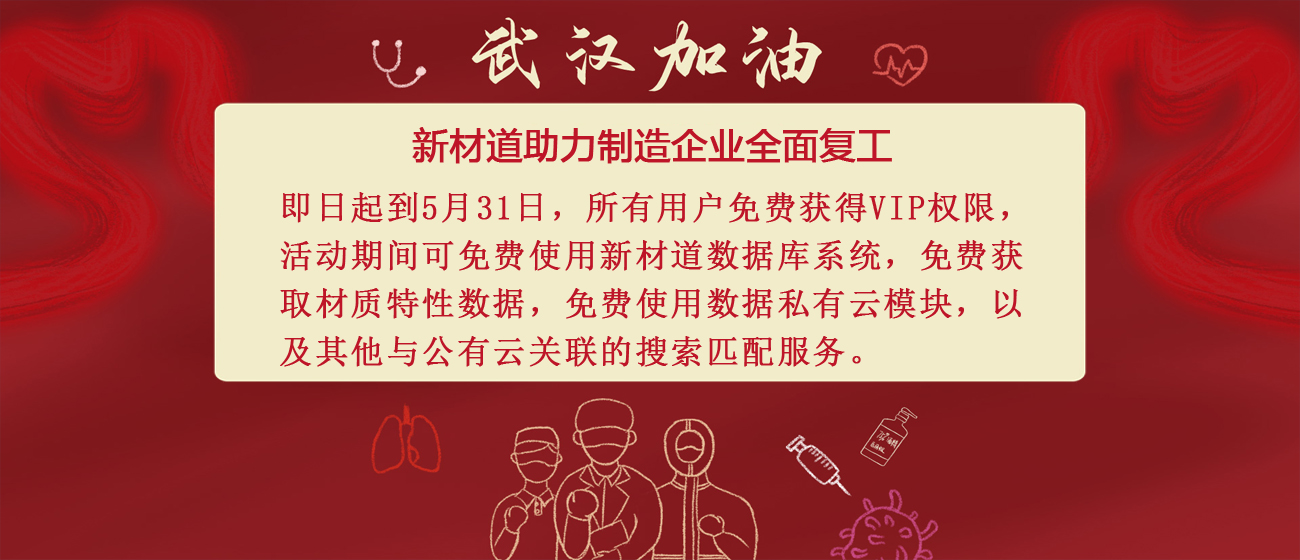 武汉加油
新材道助力制造企业全面复工
即日起到5月31日，所有用户免费获得VIP权限，
活动期间可免费使用新材道数据库系统，免费获
取材质特性数据，免费使用数据私有云模块，以
及其他与公有云关联的搜索匹配服务。